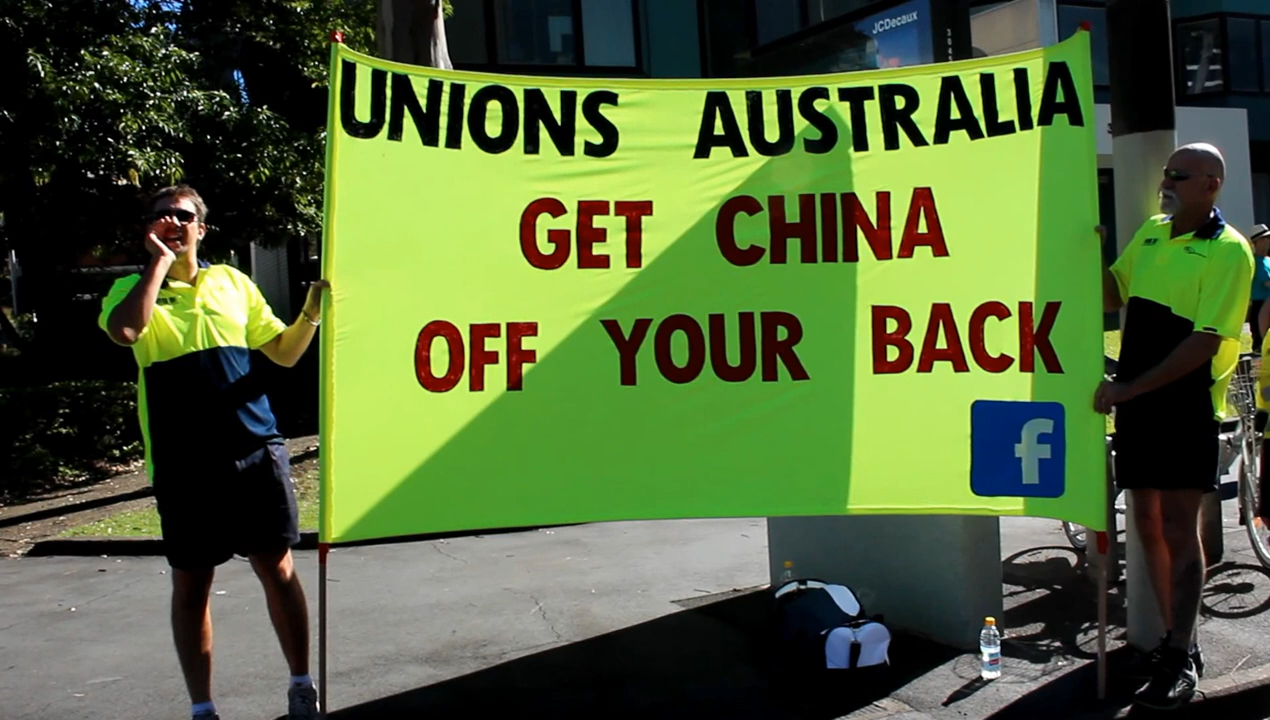 JCDecaux
UNIONS AUSTRALIA
GET CHINA
OFF YOUR BACK
f